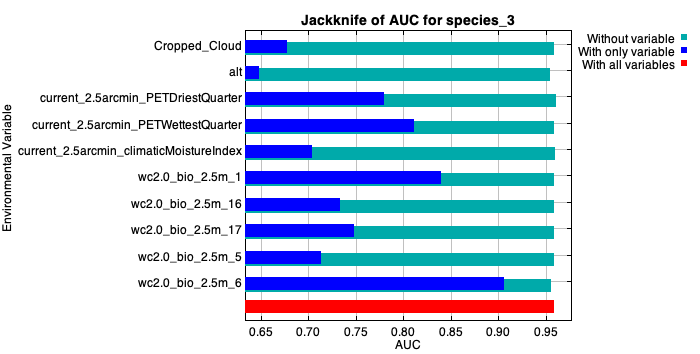 Jackknife of AUC for species_3
Without variable
With only variable
With all variables
Environmental Variable
Cropped_Cloud
alt
current_2.5arcmin_PETDriestQuarter
current_2.5arcmin_PETWettestQuarter
current_2.5arcmin_climaticMoistureIndex
wc2.0_bio_2.5m_1
wc2.0_bio_2.5m_16
wc2.0_bio_2.5m_17
wc2.0_bio_2.5m_5
wc2.0_bio_2.5m_6
0.65 0.70 0.75 0.80 0.85 0.90 0.95
AUC